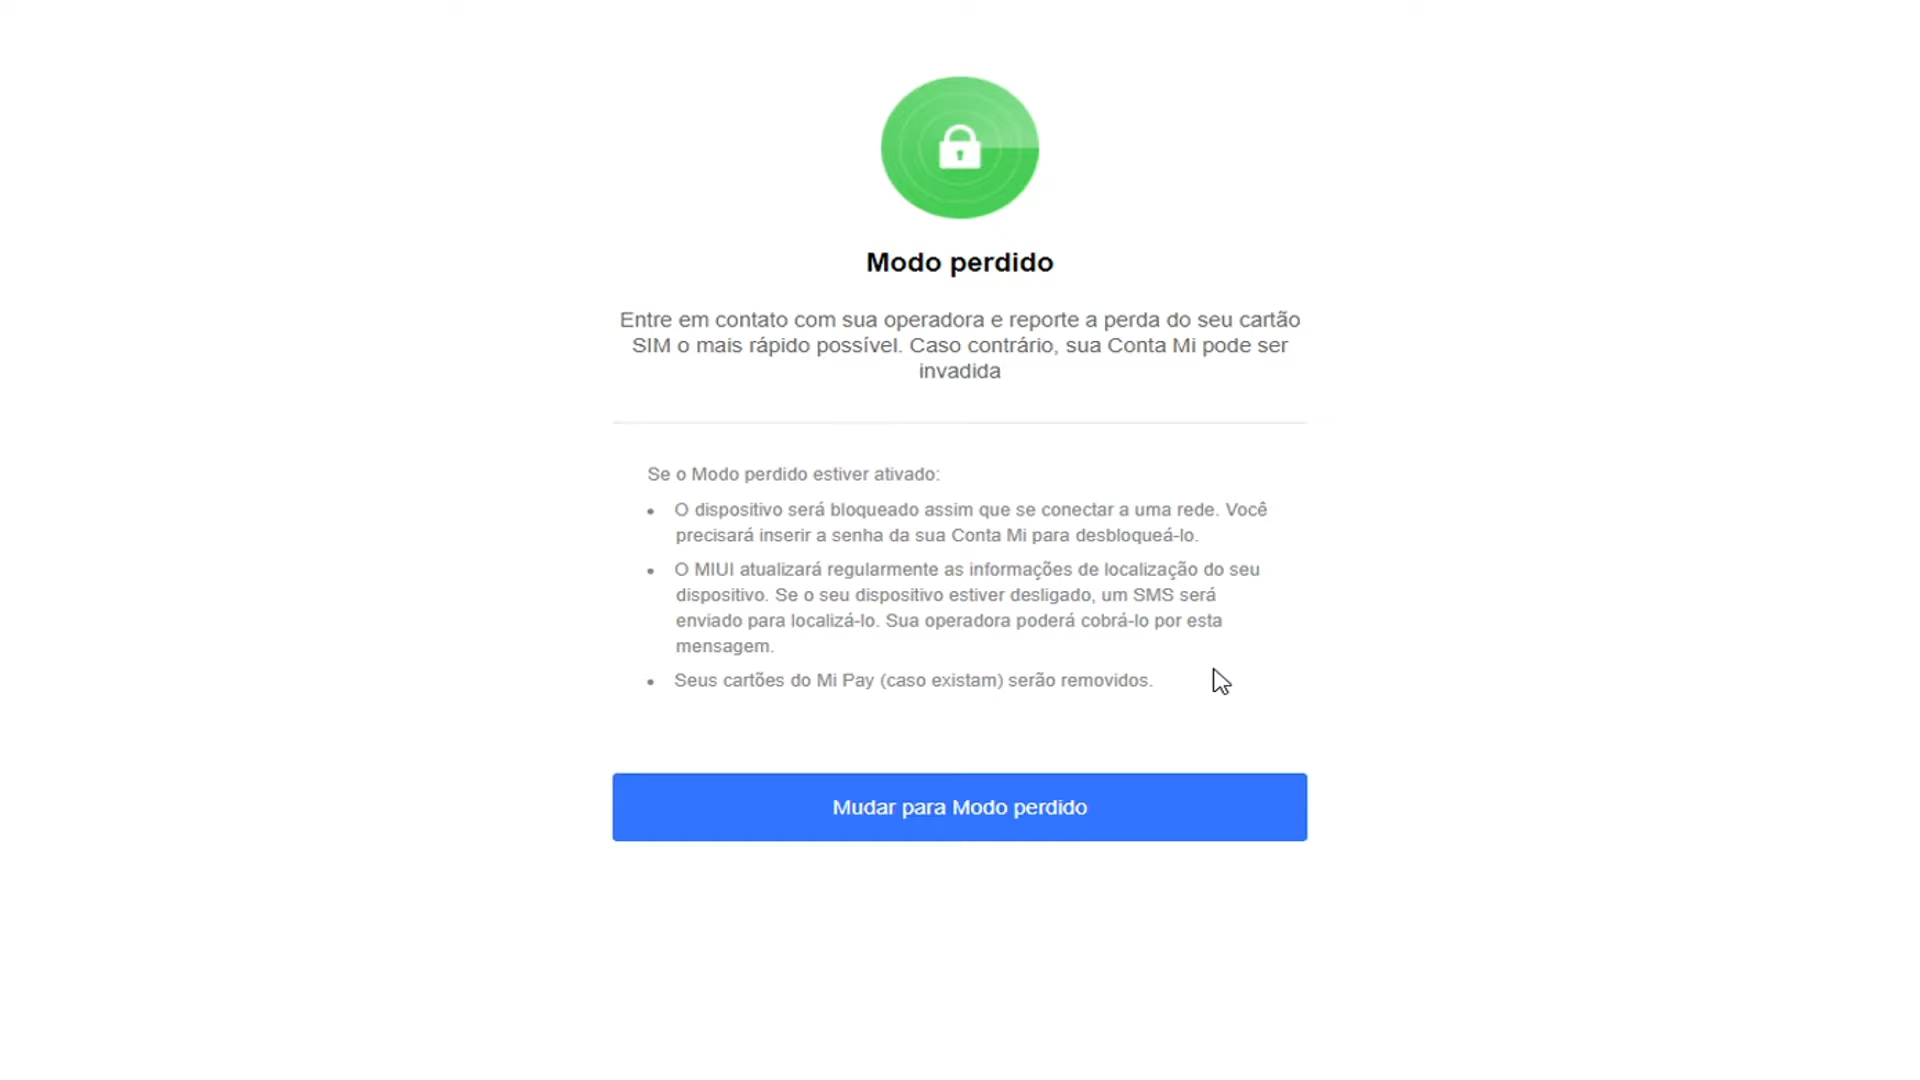 Modo perdido
Entre em contato com sua operadora e reporte a perda do seu cartão
SIM o mais rápido possível. Caso contrário, sua Conta Mi pode ser
invadida
Se o Modo perdido estiver ativado:
• O dispositivo será bloqueado assim que se conectar a uma rede. Você
precisará inserir a senha da sua Conta Mi para desbloqueá-lo.
• O MIUI atualizará regularmente as informações de localização do seu
dispositivo. Se o seu dispositivo estiver desligado, um SMS será
enviado para localizá-lo. Sua operadora poderá cobrá-lo por esta
mensagem.
• Seus cartões do Mi Pay (caso existam) serão removidos.
Mudar para Modo perdido